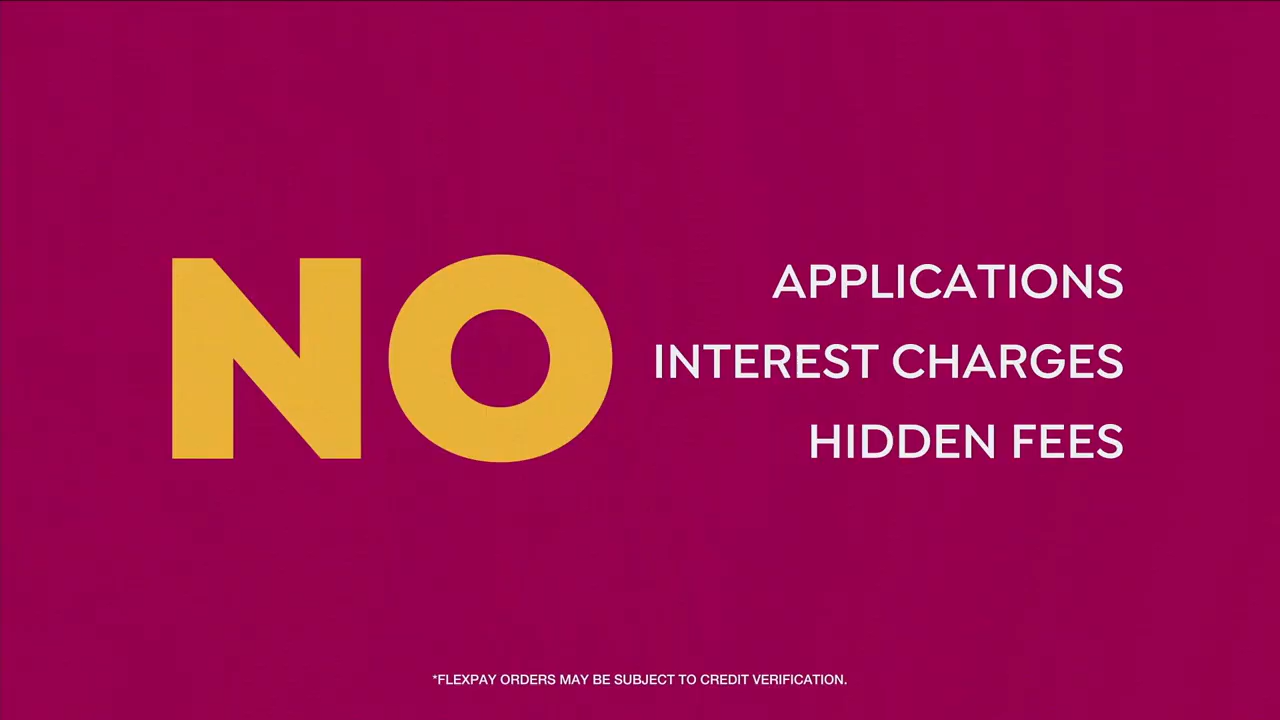 NO
APPLICATIONS
INTEREST CHARGES
HIDDEN FEES
*FLEXPAY ORDERS MAY BE SUBJECT TO CREDIT VERIFICATION.